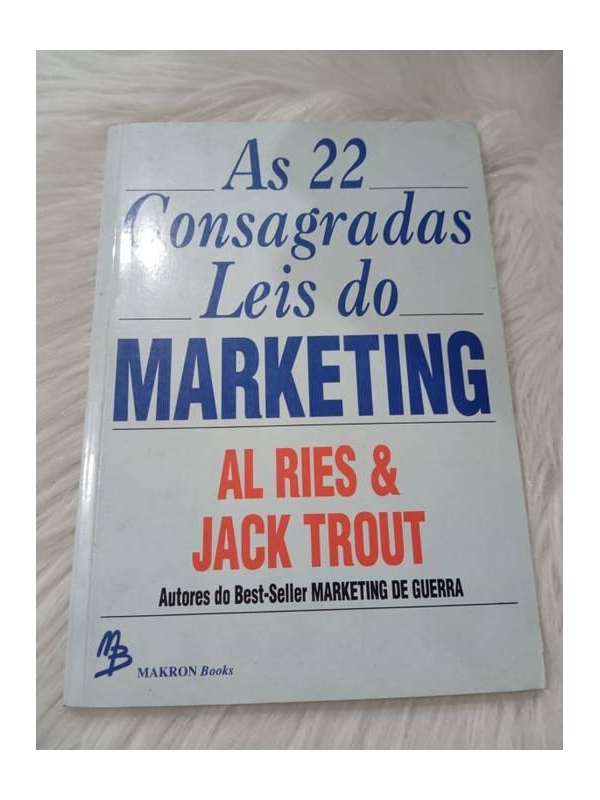 As 22
Consagradas
Leis do
MARKETING
AL RIES &
JACK TROUT
Autores do Best-Seller MARKETING DE GUERRA
MB
MAKRON Books